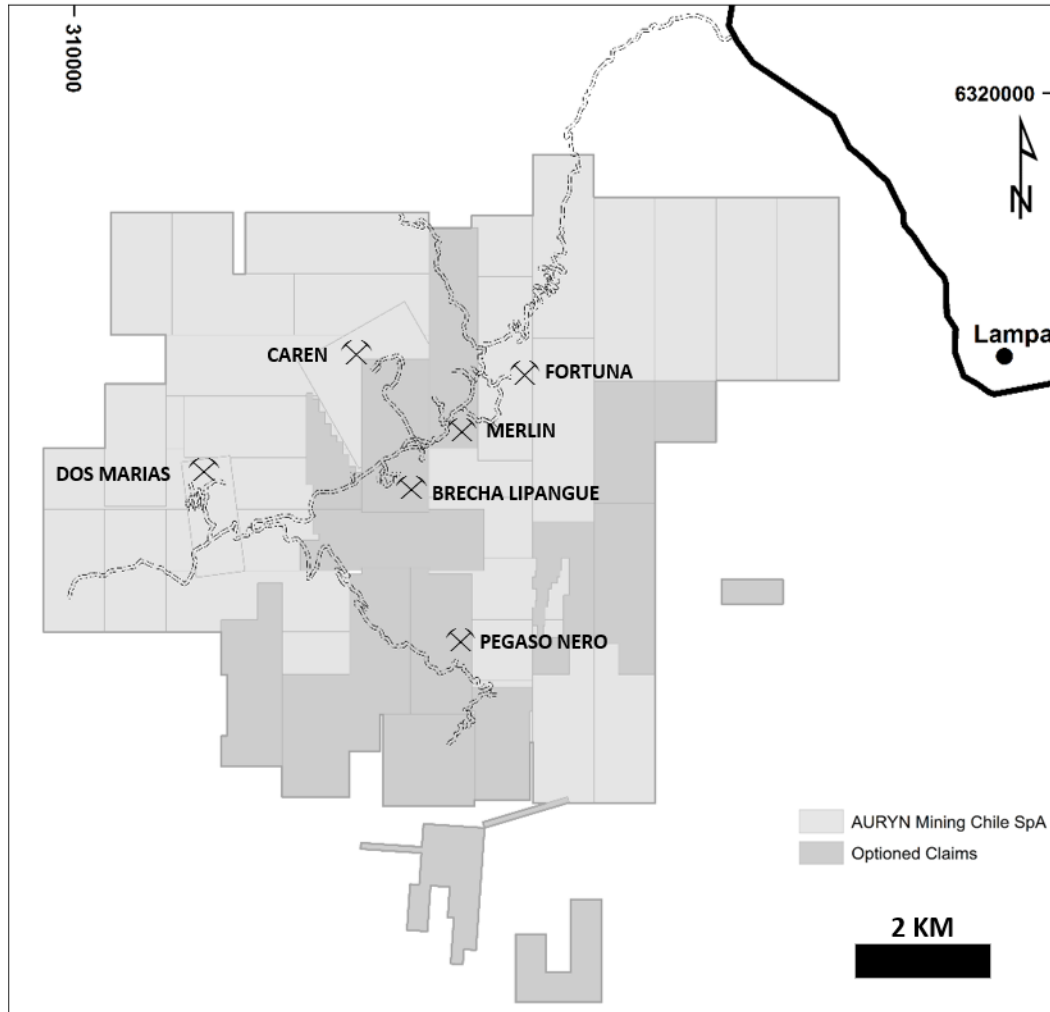 310000
6320000
N
Lampa
CAREN
FORTUNA
MERLIN
DOS MARIAS
BRECHA LIPANGUE
PEGASO NERO
AURYN Mining Chile SpA
Optioned Claims
2 KM